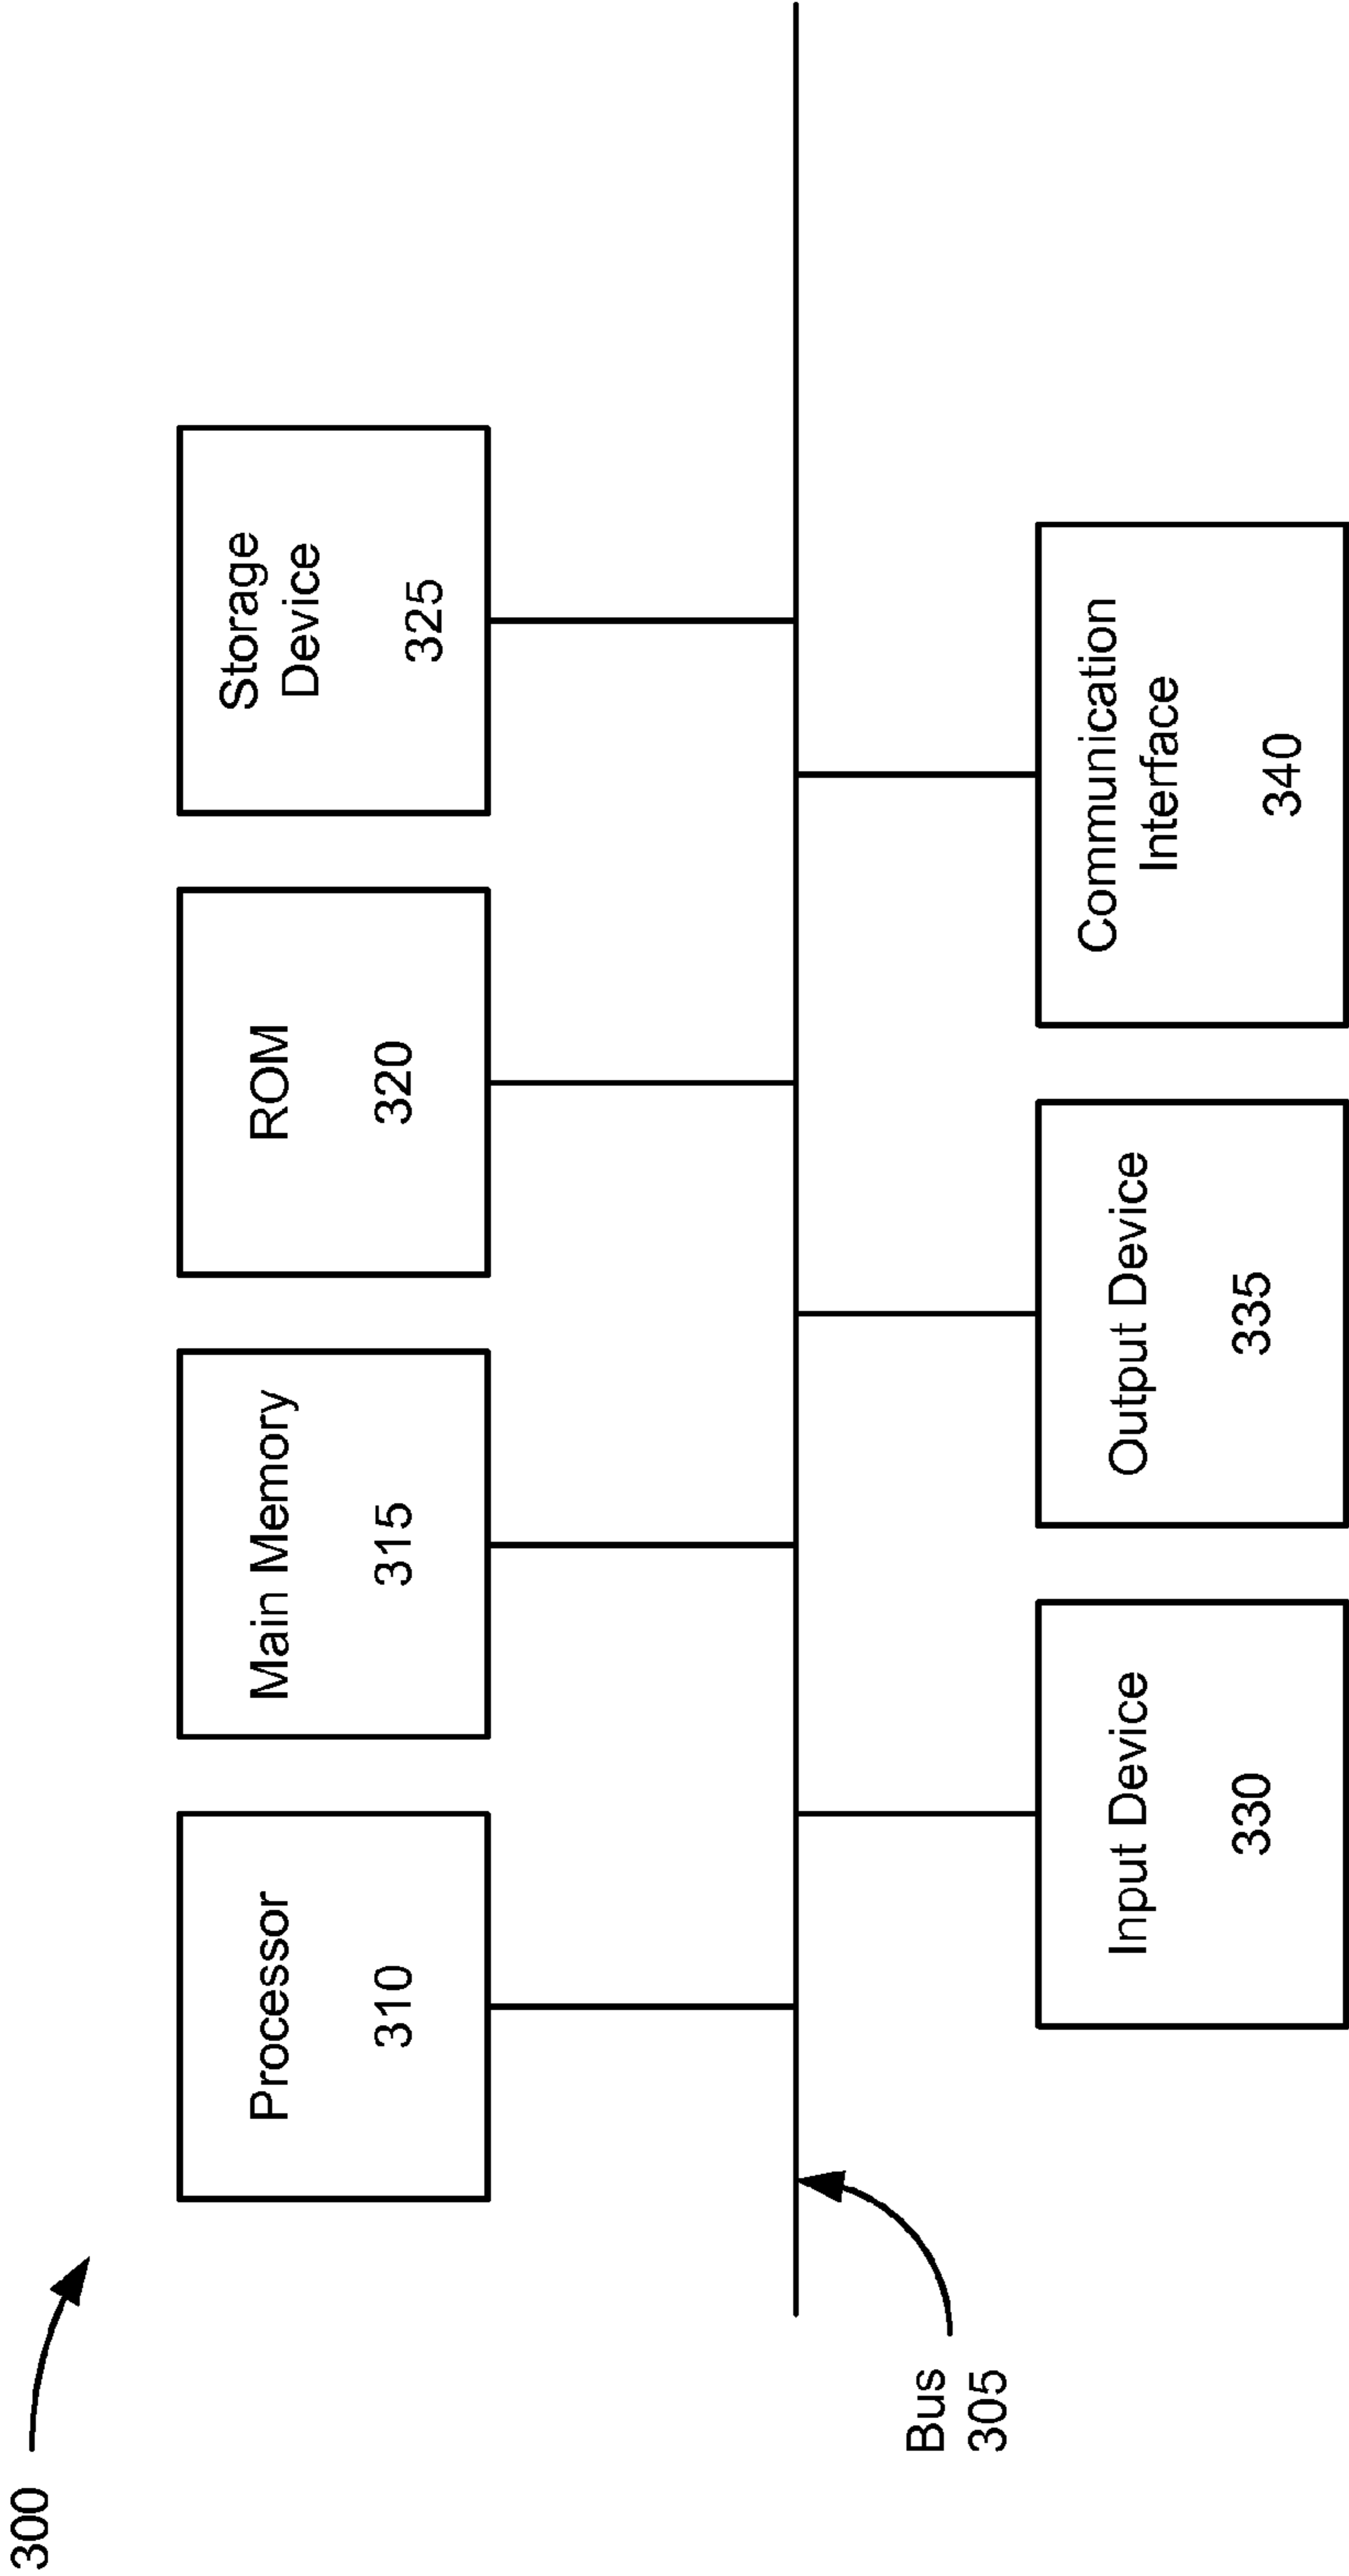 300
Processor
310
Main Memory
315
ROM
320
Storage
Device
325
Bus
305
Input Device
330
Output Device
335
Communication
Interface
340